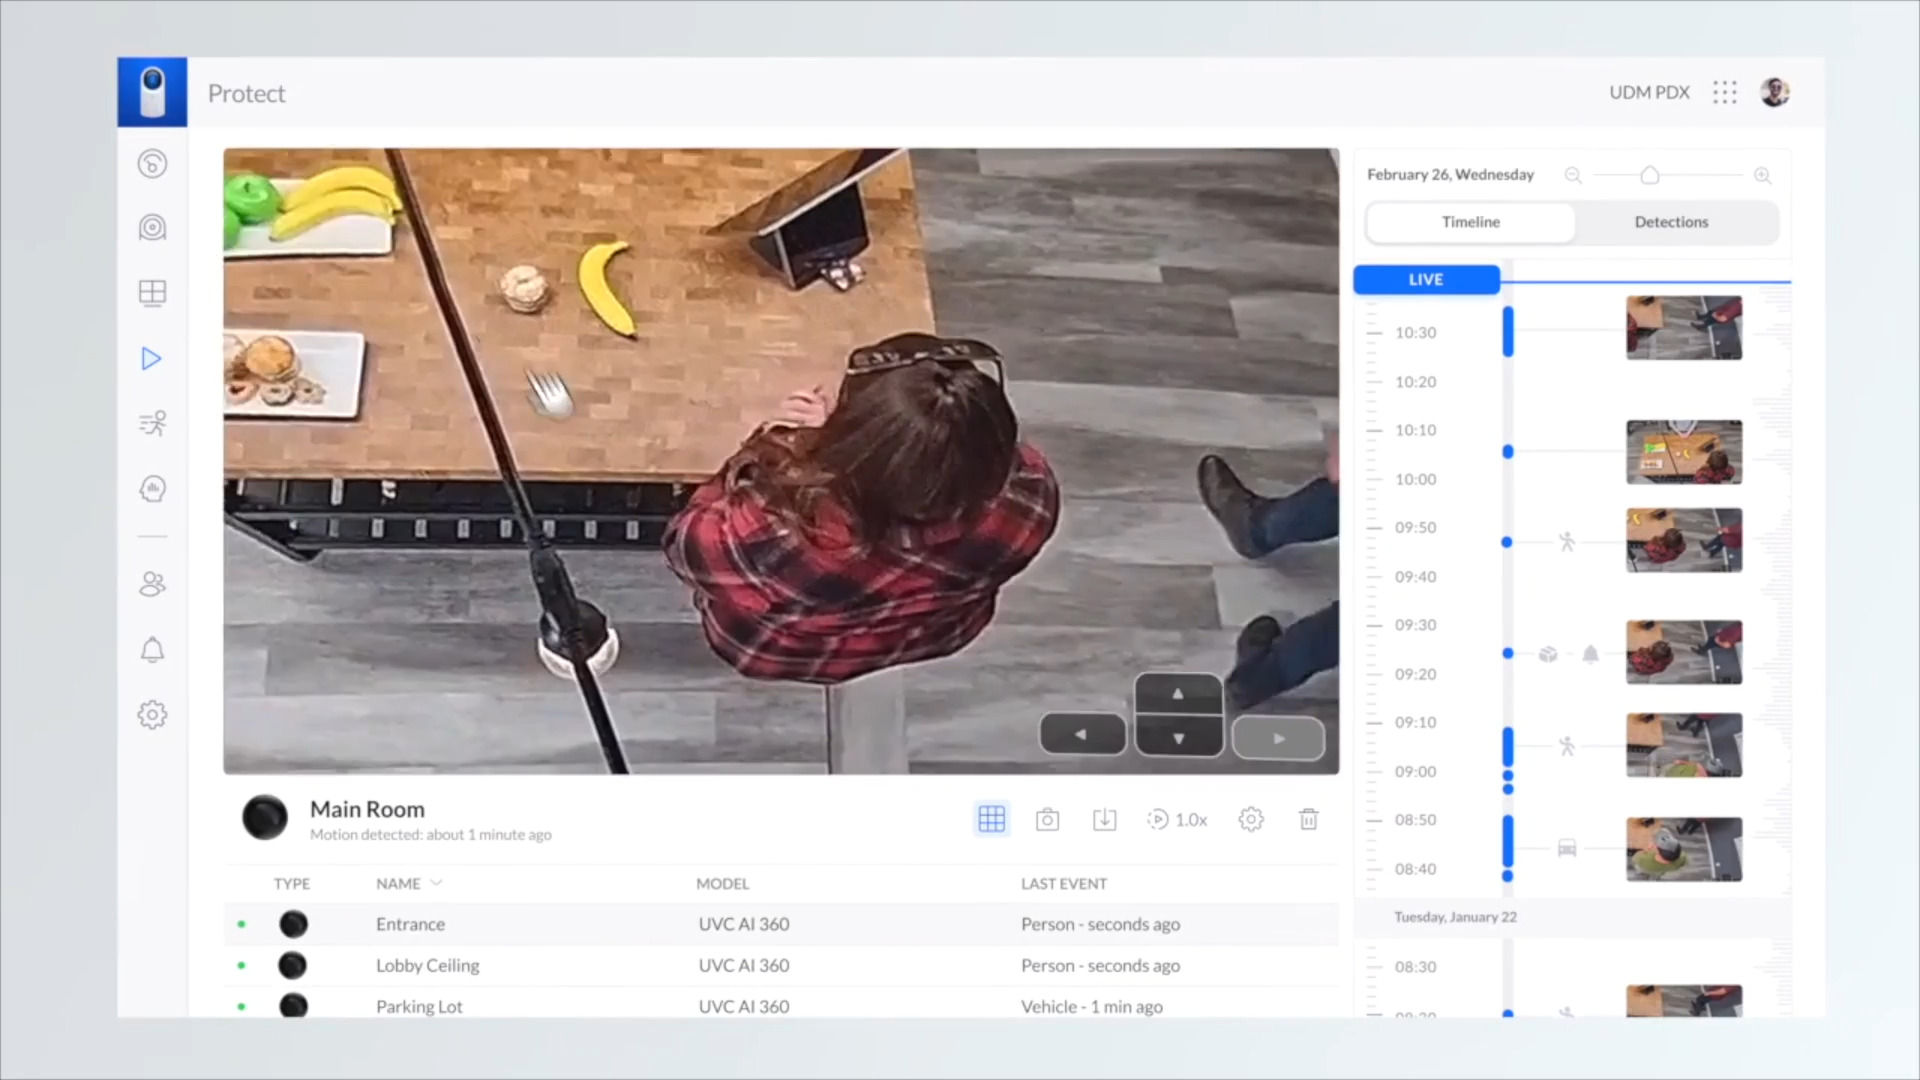 Protect
UDM PDX
February 26, Wednesday
Timeline
Detections
LIVE
10:30
10:20
10:10
10:00
09:50
09:40
09:30
09:20
09:10
09:00
08:50
08:40
Tuesday, January 22
08:30
Main Room
Motion detected: about 1 minute ago
1.0x
TYPE NAME MODEL LAST EVENT
Entrance UVC AI 360 Person - seconds ago
Lobby Ceiling UVC AI 360 Person - seconds ago
Parking Lot UVC AI 360 Vehicle - 1 min ago